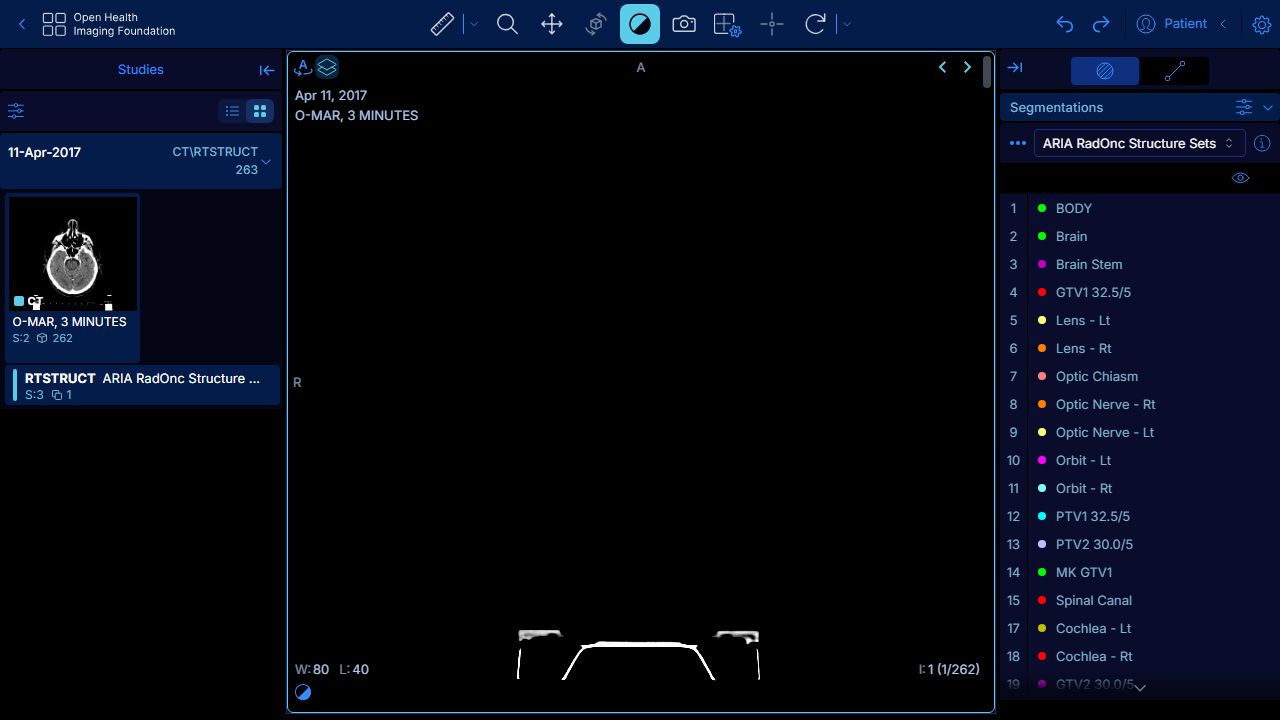 Open Health
Imaging Foundation
Patient
Studies
11-Apr-2017
CT\RTSTRUCT
263
CT
O-MAR, 3 MINUTES
S:2 262
RTSTRUCT ARIA RadOnc Structure ...
S:3 1
A
A
Apr 11, 2017
O-MAR, 3 MINUTES
R
W:80 L:40
I:1 (1/262)
Segmentations
ARIA RadOnc Structure Sets
1 BODY
2 Brain
3 Brain Stem
4 GTV1 32.5/5
5 Lens - Lt
6 Lens - Rt
7 Optic Chiasm
8 Optic Nerve - Rt
9 Optic Nerve - Lt
10 Orbit - Lt
11 Orbit - Rt
12 PTV1 32.5/5
13 PTV2 30.0/5
14 MK GTV1
15 Spinal Canal
17 Cochlea - Lt
18 Cochlea - Rt
19 GTV2 30.0/5